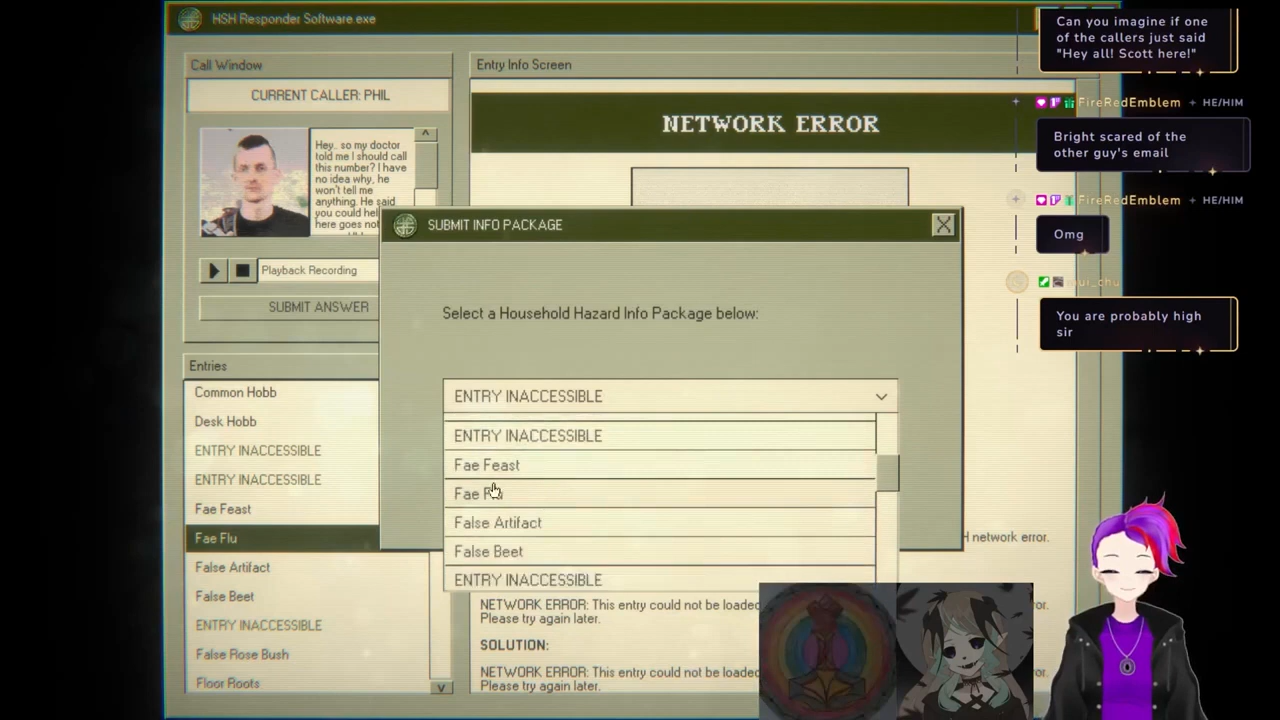 HSH Responder Software exe
Call Window
CURRENT CALLER: PHIL
Hey.. so my doctor
told me I should call
this number? I have
no idea why, he
won't tell me
anything. He said
you could
here goes
Playback Recording
SUBMIT ANSWER
Entries
Common Hobb
Desk Hobb
ENTRY INACCESSIBLE
ENTRY INACCESSIBLE
Fae Feast
Fae Flu
False Artifact
False Beet
ENTRY INACCESSIBLE
False Rose Bush
Floor Roots
Entry Info Screen
NETWORK ERROR
SUBMIT INFO PACKAGE
Select a Household Hazard Info Package below:
ENTRY INACCESSIBLE
ENTRY INACCESSIBLE
Fae Feast
Fae
False Artifact
False Beet
ENTRY INACCESSIBLE
network error.
NETWORK ERROR: This entry could not be loaded
Please try again later.
SOLUTION:
NETWORK ERROR: This entry could not be loaded
Please try again later.
Can you imagine if one
of the callers just said
"Hey all! Scott here!"
FireRedEmblem + HE/HIM
Bright scared of the
other guy's email
FireRedEmblem + HE/HIM
Omg
You are probably high
sir